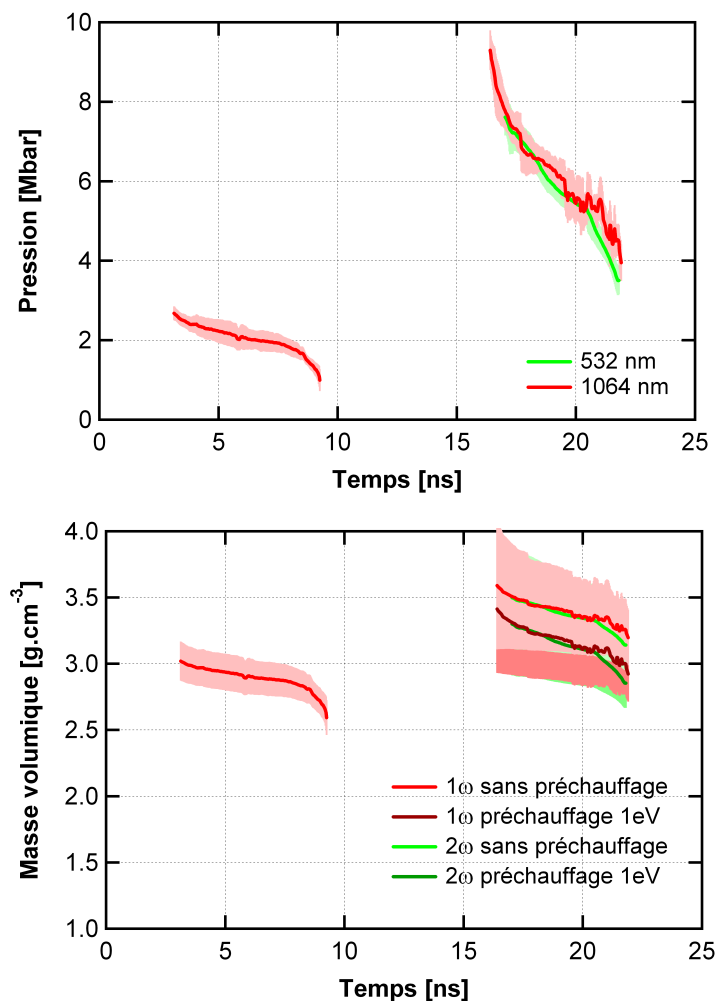 10
8
6
4
2
0
Pression [Mbar]
532 nm
1064 nm
0 5 10 15 20 25
Temps [ns]
4.0
3.5
3.0
2.5
2.0
1.5
1.0
Masse volumique [g.cm⁻³]
1ω sans préchauffage
1ω préchauffage 1eV
2ω sans préchauffage
2ω préchauffage 1eV
0 5 10 15 20 25
Temps [ns]